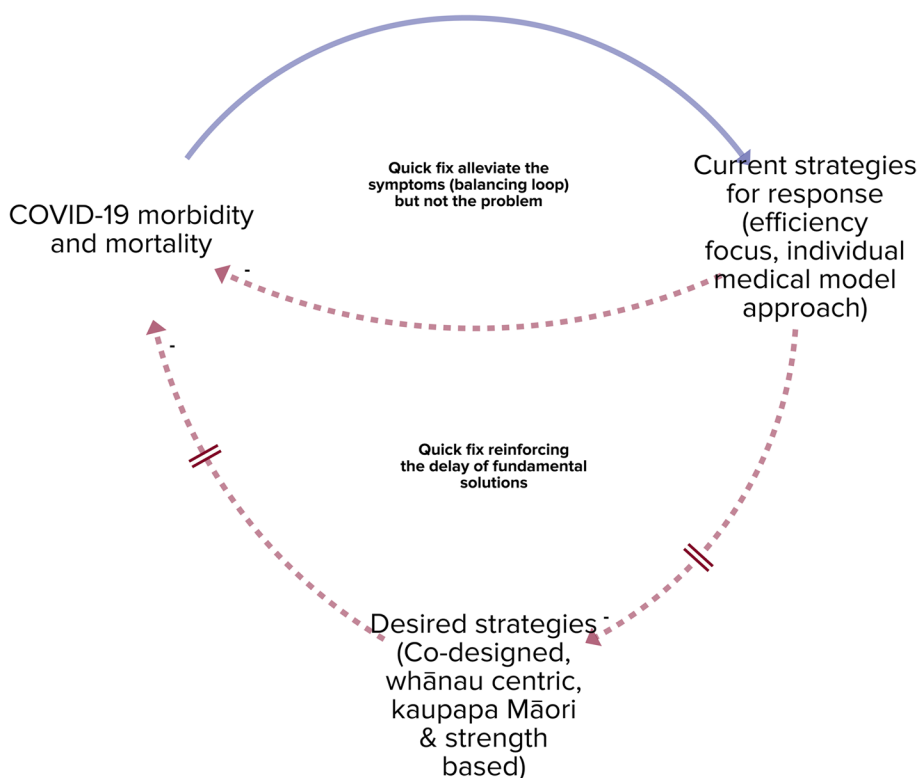 Quick fix alleviate the
symptoms (balancing loop)
but not the problem
COVID-19 morbidity
and mortality
Current strategies
for response
(efficiency
focus, individual
medical model
approach)
-
-
Quick fix reinforcing
the delay of fundamental
solutions
-
Desired strategies
(Co-designed,
whānau centric,
kaupapa Māori
& strength
based)